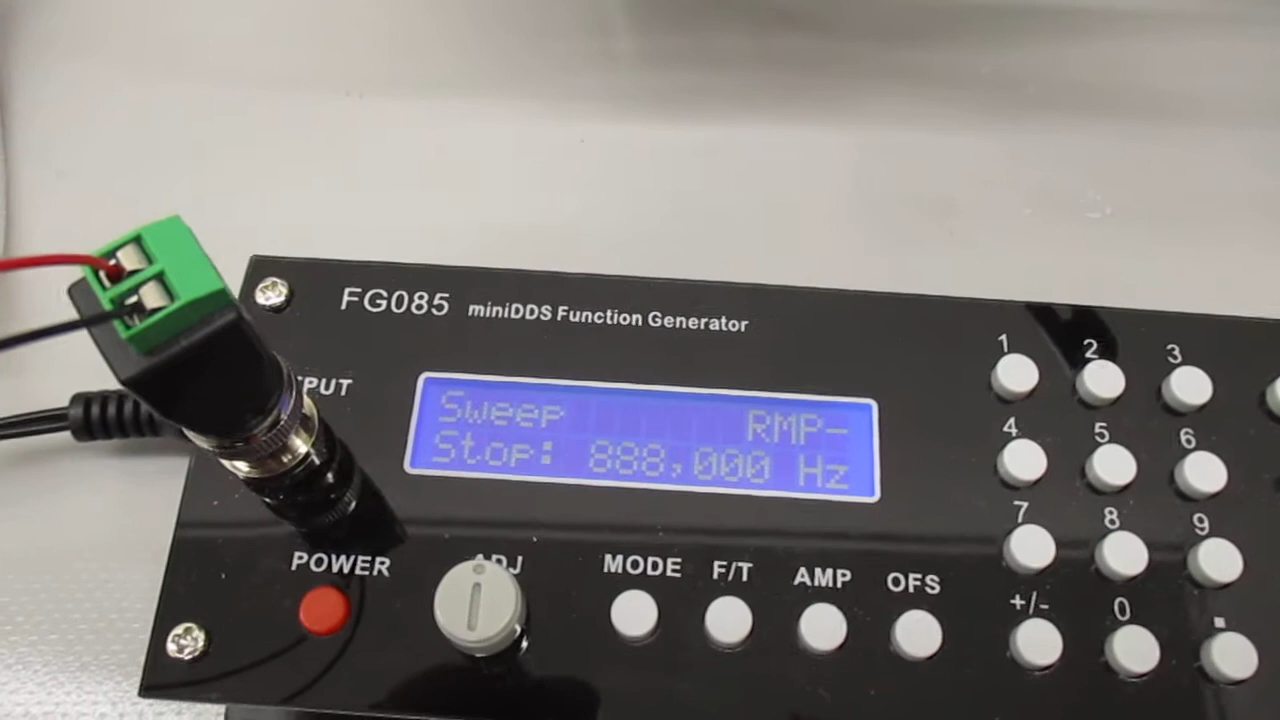 FG085 miniDDS Function Generator
PUT
Sweep RMP-
Stop: 888,000 Hz
POWER
ADJ
MODE F/T AMP OFS
1 2 3
4 5 6
7 8 9
+/- 0 .